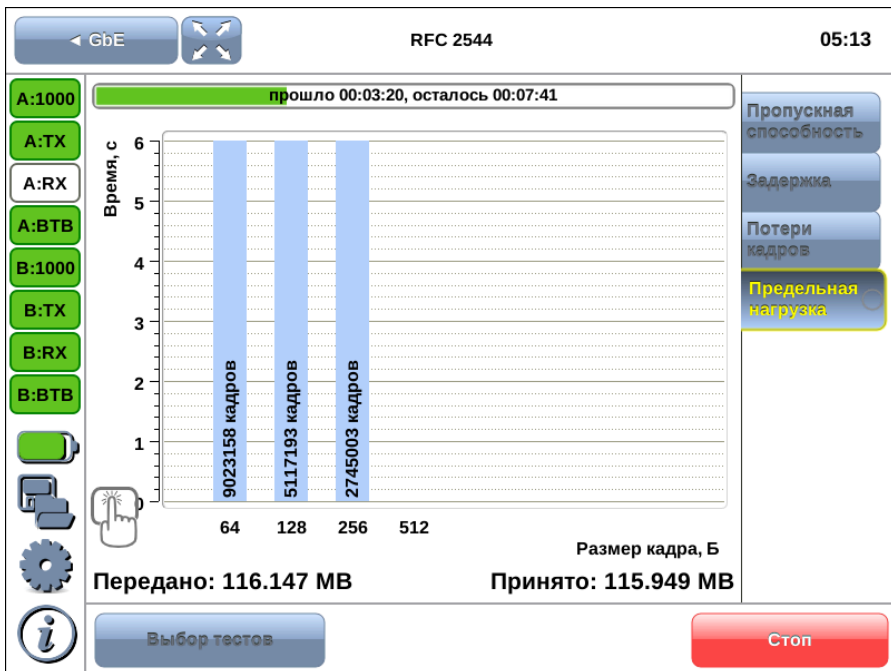 ◄ GbE
RFC 2544
05:13
A:1000
A:TX
A:RX
A:BTB
B:1000
B:TX
B:RX
B:BTB
прошло 00:03:20, осталось 00:07:41
Время, с
6
5
4
3
2
1
0
9023158 кадров
5117193 кадров
2745003 кадров
64 128 256 512
Размер кадра, Б
Передано: 116.147 MB
Принято: 115.949 MB
Пропускная
способность
Задержка
Потери
кадров
Предельная
нагрузка
i
Выбор тестов
Стоп